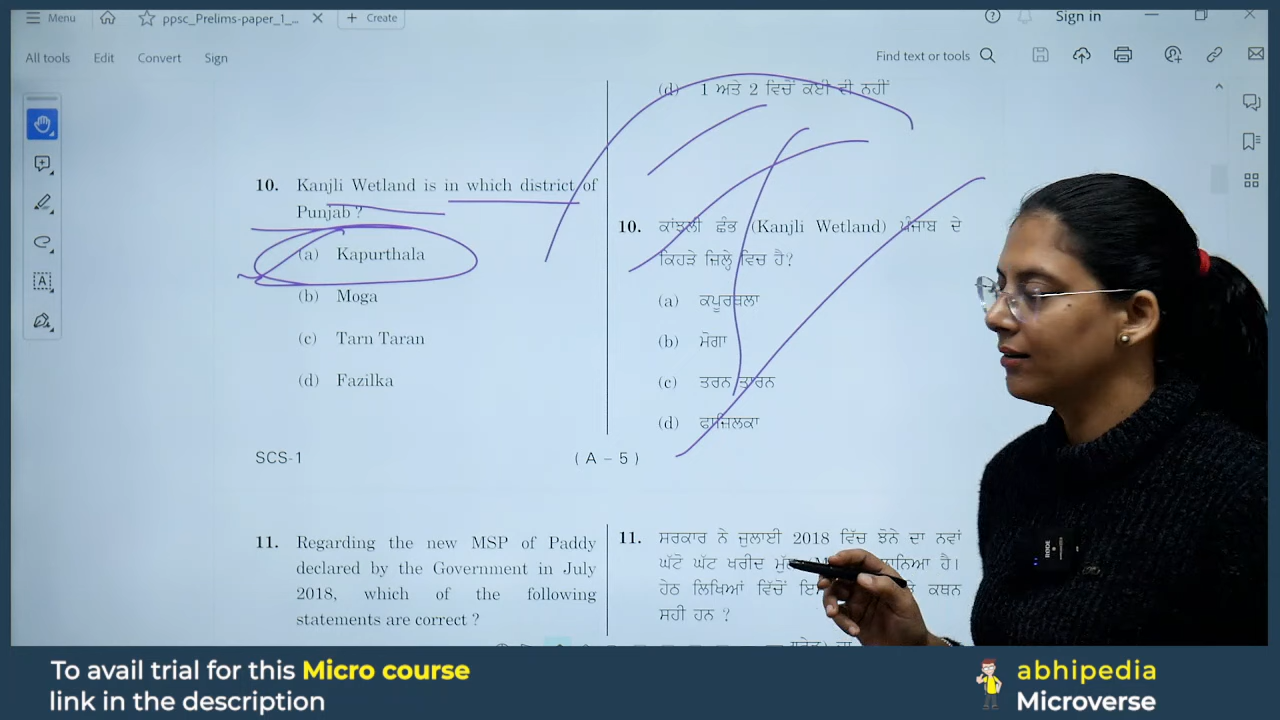 Menu
ppsc_Prelims-paper_1_...
Create
Sign in
All tools
Edit
Convert
Sign
Find text or tools
(d) 1 ਅਤੇ 2 ਵਿਚੋਂ ਕੋਈ ਵੀ ਨਹੀਂ
10. Kanjli Wetland is in which district of
Punjab ?
(a) Kapurthala
(b) Moga
(c) Tarn Taran
(d) Fazilka
10. ਕਾਂਝਲੀ ਛੰਭ (Kanjli Wetland) ਪੰਜਾਬ ਦੇ
ਕਿਹੜੇ ਜ਼ਿਲ੍ਹੇ ਵਿਚ ਹੈ?
(a) ਕਪੂਰਥਲਾ
(b) ਮੋਗਾ
(c) ਤਰਨ ਤਾਰਨ
(d) ਫਾਜ਼ਿਲਕਾ
SCS-1
( A – 5 )
11. Regarding the new MSP of Paddy
declared by the Government in July
2018, which of the following
statements are correct ?
11. ਸਰਕਾਰ ਨੇ ਜੁਲਾਈ 2018 ਵਿੱਚ ਝੋਨੇ ਦਾ ਨਵਾਂ
ਘੱਟੋ ਘੱਟ ਖਰੀਦ ਹੈ।
ਹੇਠ ਲਿਖਿਆਂ ਵਿੱਚੋਂ ਕਥਨ
ਸਹੀ ਹਨ ?
To avail trial for this Micro course
link in the description
abhipedia
Microverse